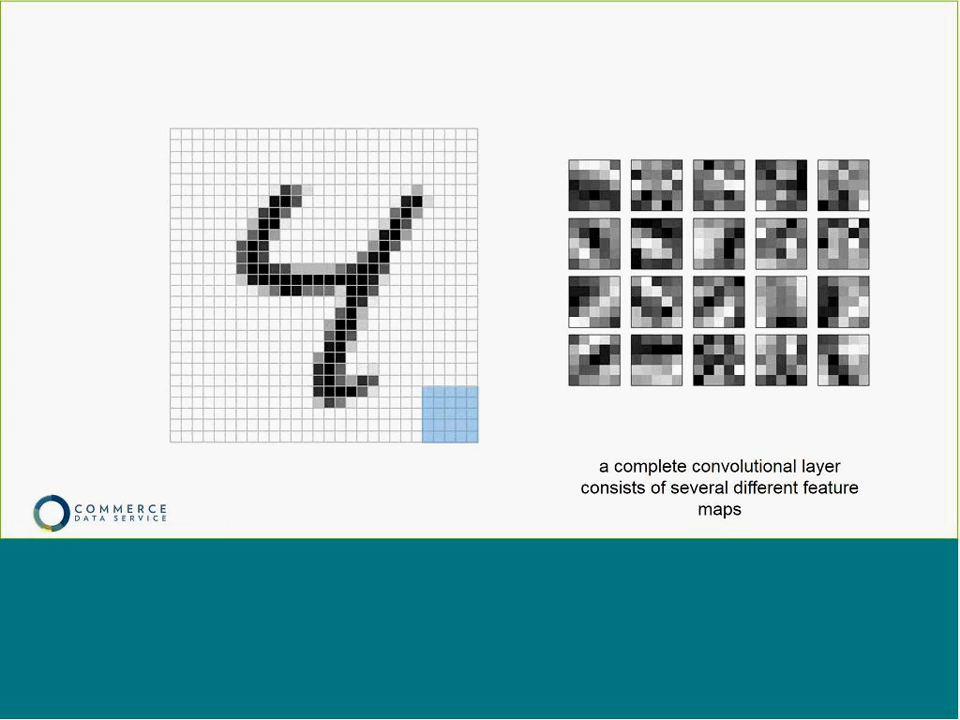 a complete convolutional layer
consists of several different feature
maps
COMMERCE
DATA SERVICE